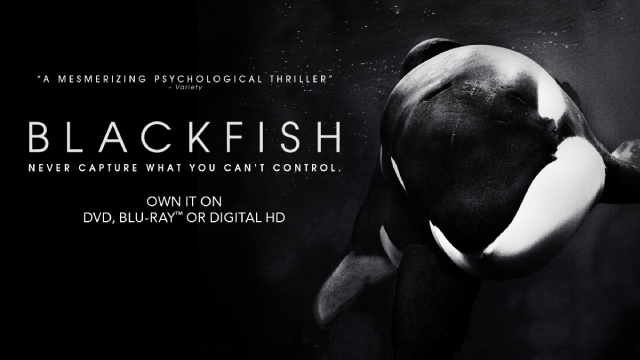 "A MESMERIZING PSYCHOLOGICAL THRILLER"
- Variety
BLACKFISH
NEVER CAPTURE WHAT YOU CAN'T CONTROL.
OWN IT ON
DVD, BLU-RAY™ OR DIGITAL HD